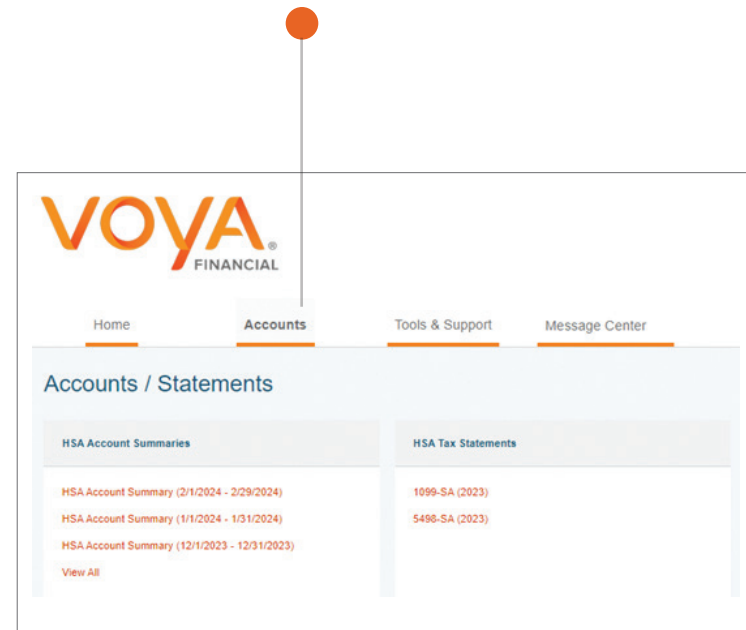 VOYA®
FINANCIAL
Home Accounts Tools & Support Message Center
Accounts / Statements
HSA Account Summaries
HSA Account Summary (2/1/2024 - 2/29/2024)
HSA Account Summary (1/1/2024 - 1/31/2024)
HSA Account Summary (12/1/2023 - 12/31/2023)
View All
HSA Tax Statements
1099-SA (2023)
5498-SA (2023)